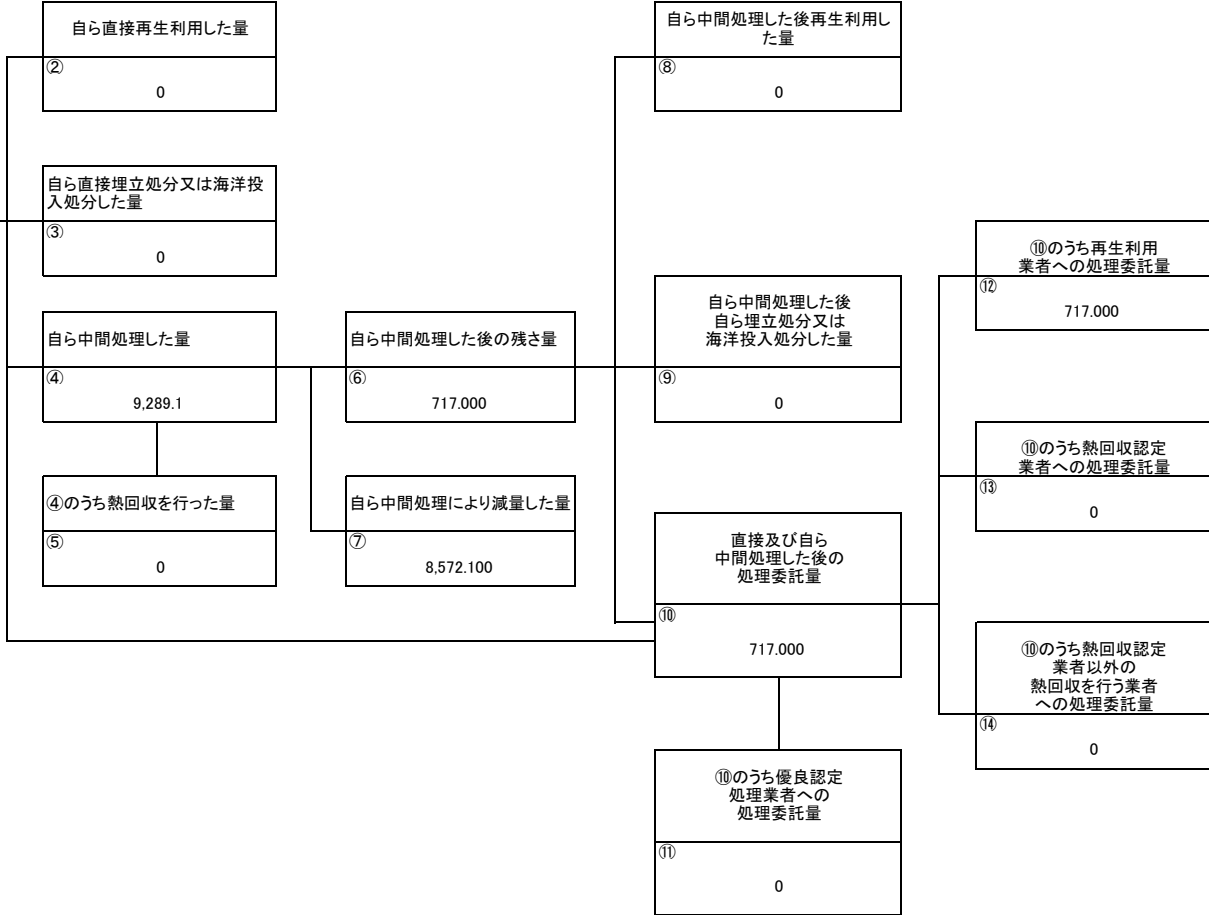 自ら直接再生利用した量
②
0
自ら直接埋立処分又は海洋投
入処分した量
③
0
自ら中間処理した量
④
9,289.1
④のうち熱回収を行った量
⑤
0
自ら中間処理した後の残さ量
⑥
717.000
自ら中間処理により減量した量
⑦
8,572.100
自ら中間処理した後再生利用し
た量
⑧
0
自ら中間処理した後
自ら埋立処分又は
海洋投入処分した量
⑨
0
直接及び自ら
中間処理した後の
処理委託量
⑩
717.000
⑩のうち優良認定
処理業者への
処理委託量
⑪
0
⑩のうち再生利用
業者への処理委託量
⑫
717.000
⑩のうち熱回収認定
業者への処理委託量
⑬
0
⑩のうち熱回収認定
業者以外の
熱回収を行う業者
への処理委託量
⑭
0